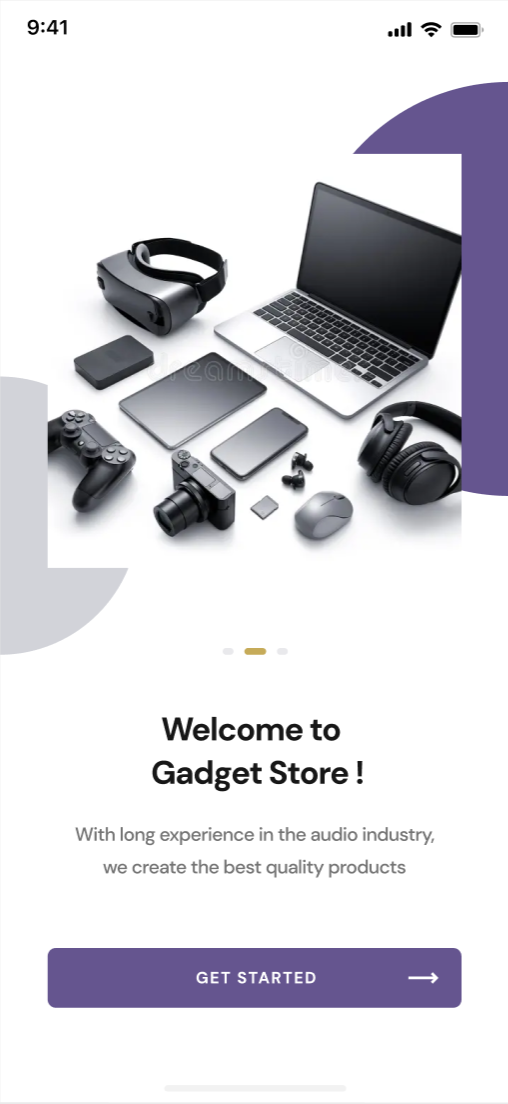 9:41
dreamstime
Welcome to
Gadget Store !
With long experience in the audio industry,
we create the best quality products
GET STARTED